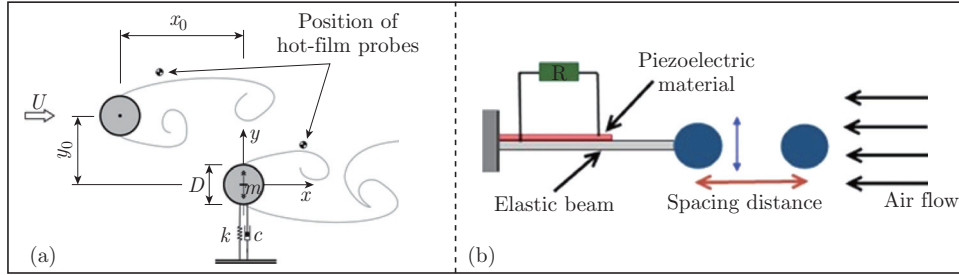 x₀
Position of
hot-film probes
U
y₀
y
D
m
x
k
c
(a)
R
Piezoelectric
material
Elastic beam
Spacing distance
Air flow
(b)